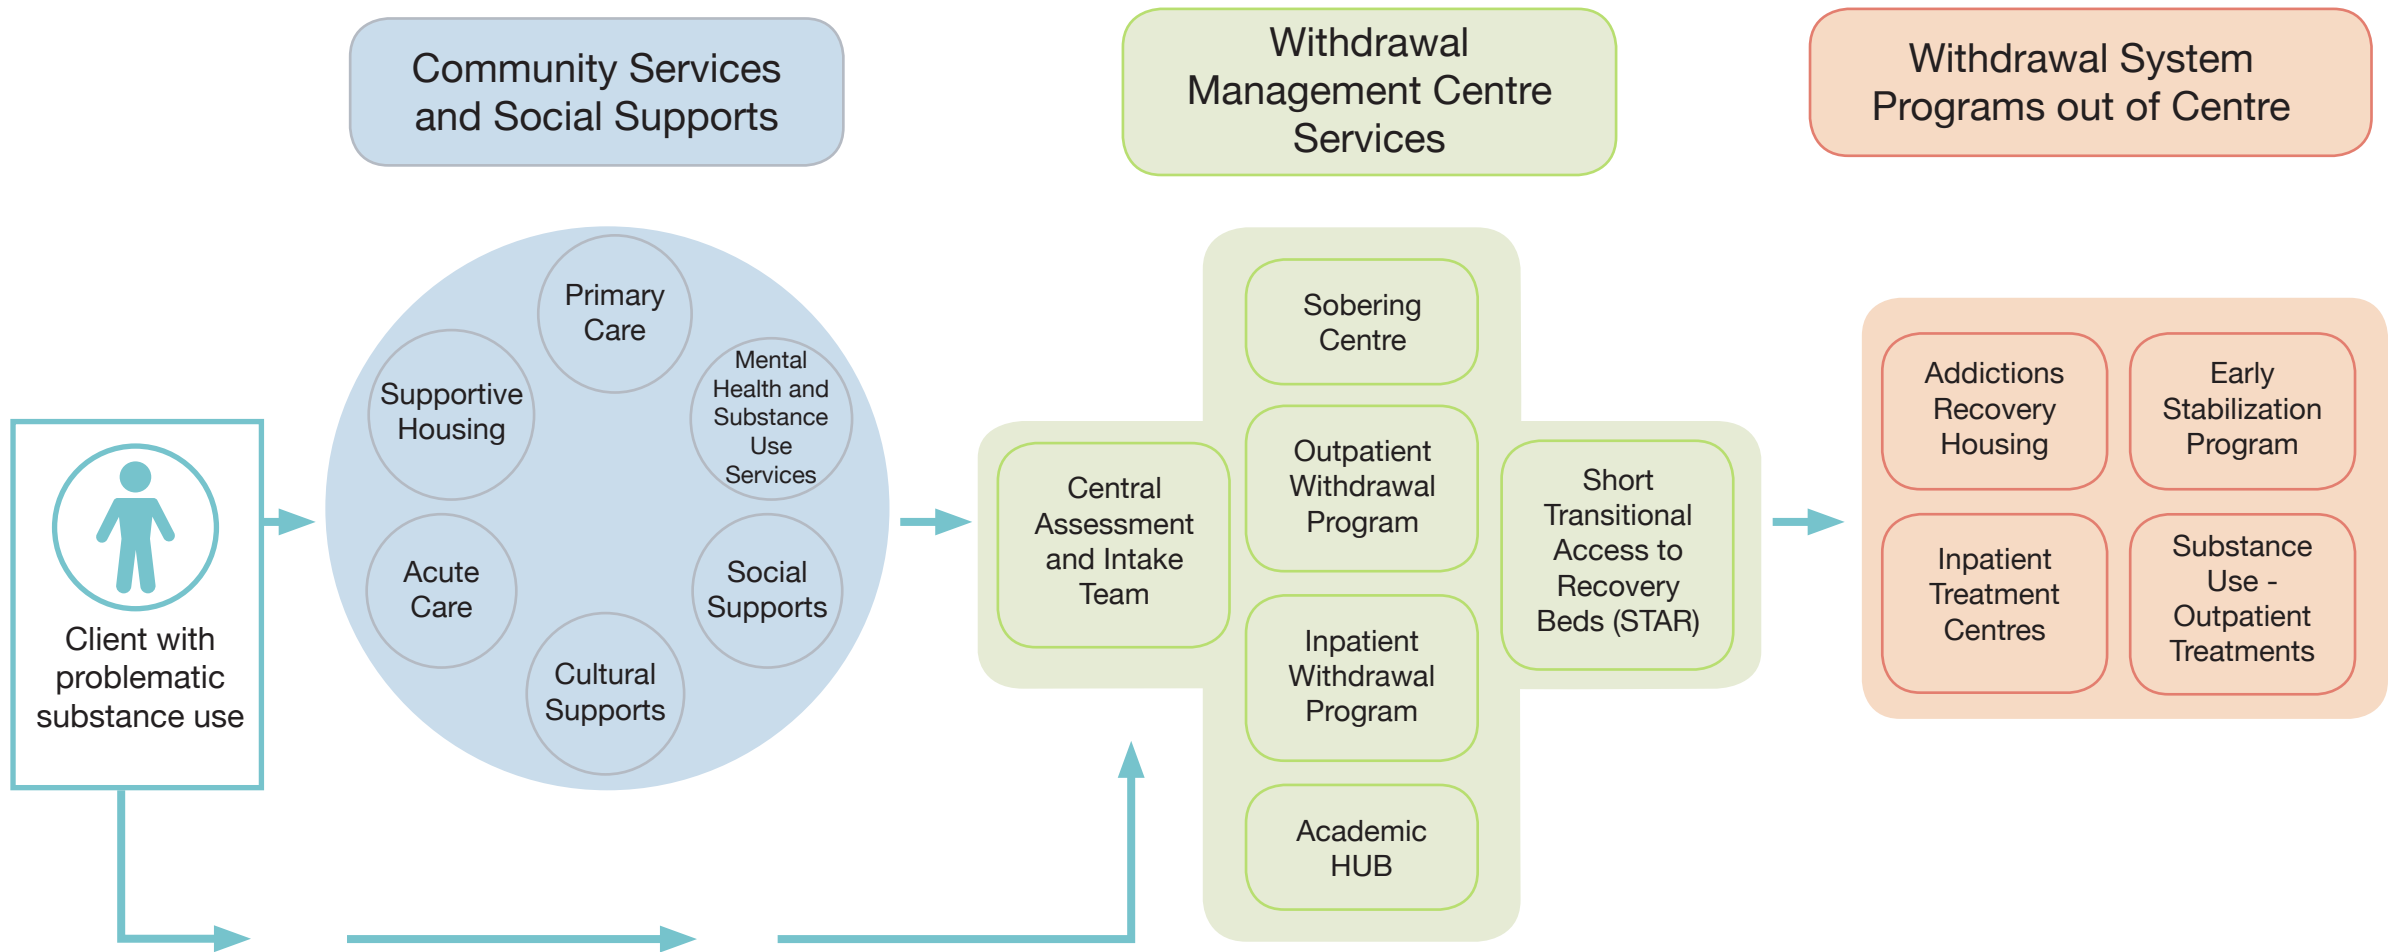 Community Services
and Social Supports
Withdrawal
Management Centre
Services
Withdrawal System
Programs out of Centre
Client with
problematic
substance use
Primary
Care
Supportive
Housing
Mental
Health and
Substance
Use
Services
Acute
Care
Social
Supports
Cultural
Supports
Central
Assessment
and Intake
Team
Sobering
Centre
Outpatient
Withdrawal
Program
Inpatient
Withdrawal
Program
Academic
HUB
Short
Transitional
Access to
Recovery
Beds (STAR)
Addictions
Recovery
Housing
Early
Stabilization
Program
Inpatient
Treatment
Centres
Substance
Use -
Outpatient
Treatments